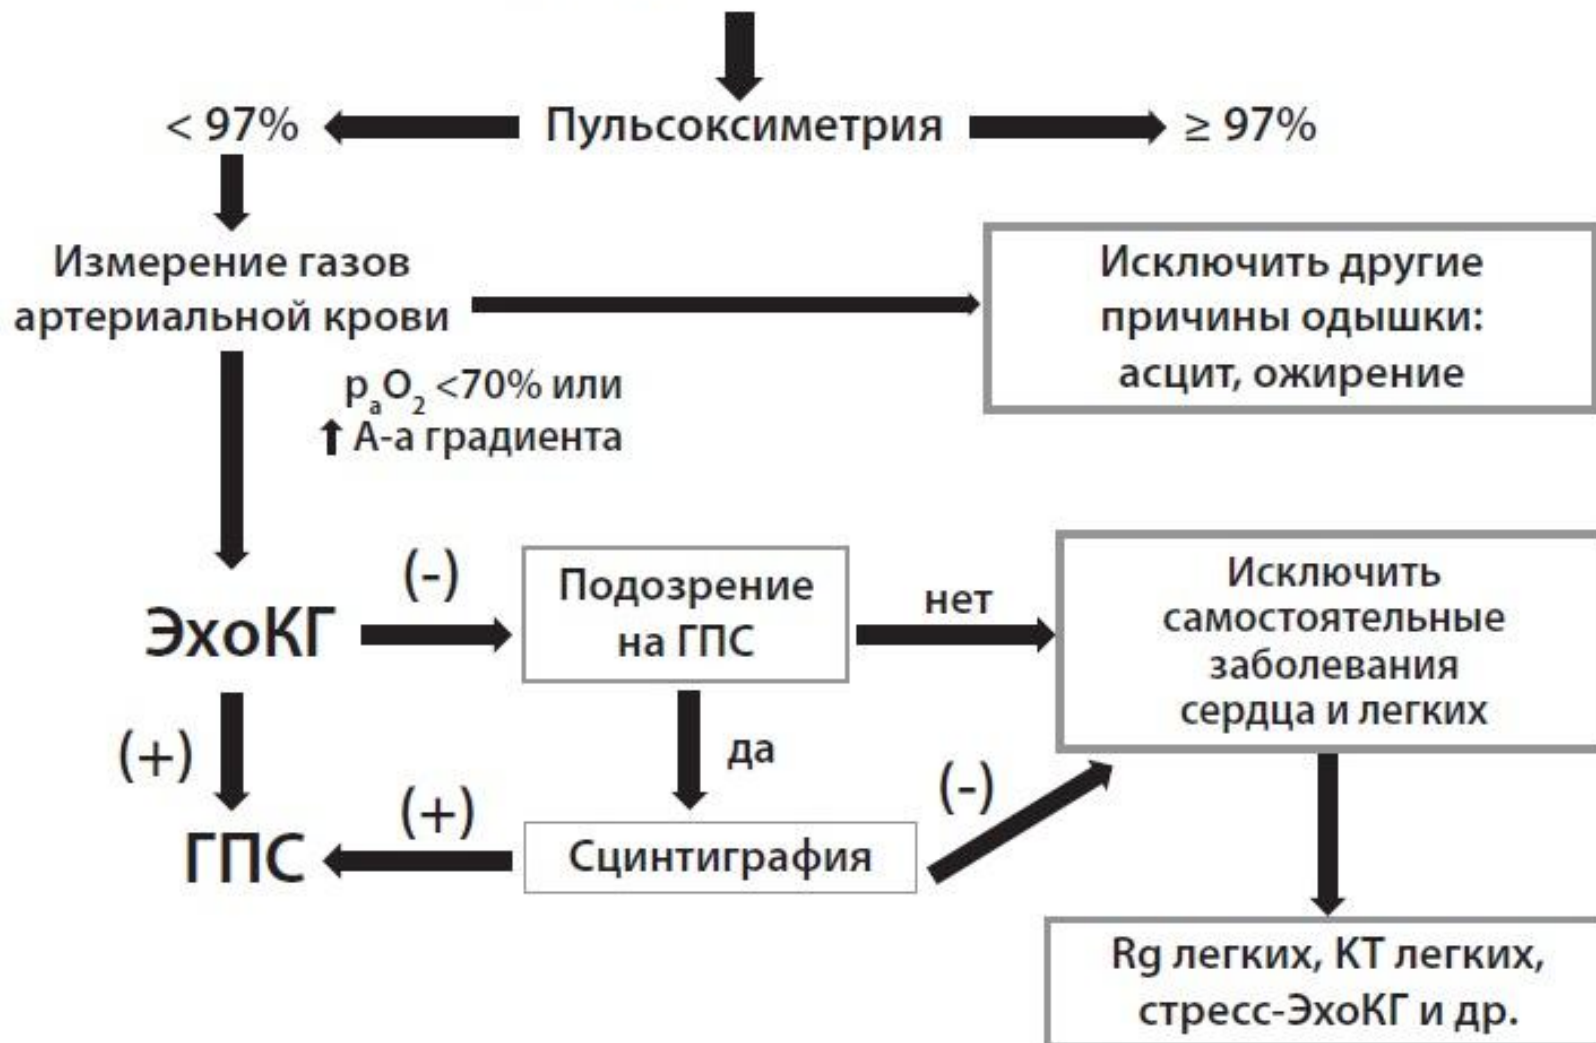 < 97%
Пульсоксиметрия
≥ 97%
Измерение газов
артериальной крови
Исключить другие
причины одышки:
асцит, ожирение
pₐO₂ <70% или
А-а градиента
ЭхоКГ
(-)
Подозрение
на ГПС
нет
Исключить
самостоятельные
заболевания
сердца и легких
(+)
да
(-)
ГПС
(+)
Сцинтиграфия
Rg легких, КТ легких,
стресс-ЭхоКГ и др.